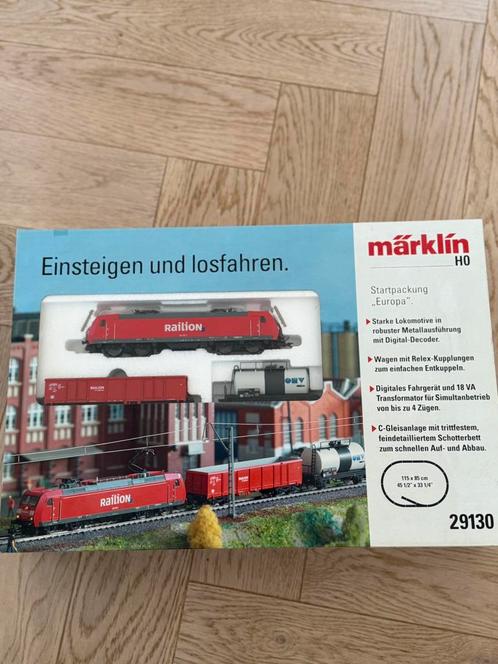 Einsteigen und losfahren.
märklin
H0
Startpackung
„Europa".
Starke Lokomotive in
robuster Metallausführung
mit Digital-Decoder.
Wagen mit Relex-Kupplungen
zum einfachen Entkuppeln.
Digitales Fahrgerät und 18 VA
Transformator für Simultanbetrieb
von bis zu 4 Zügen.
C-Gleisanlage mit trittfestem,
feindetailliertem Schotterbett
zum schnellen Auf- und Abbau.
115 x 85 cm
45 1/2" x 33 1/4"
29130
RaiLiOn
RAILION
OMV
RaiLiOn